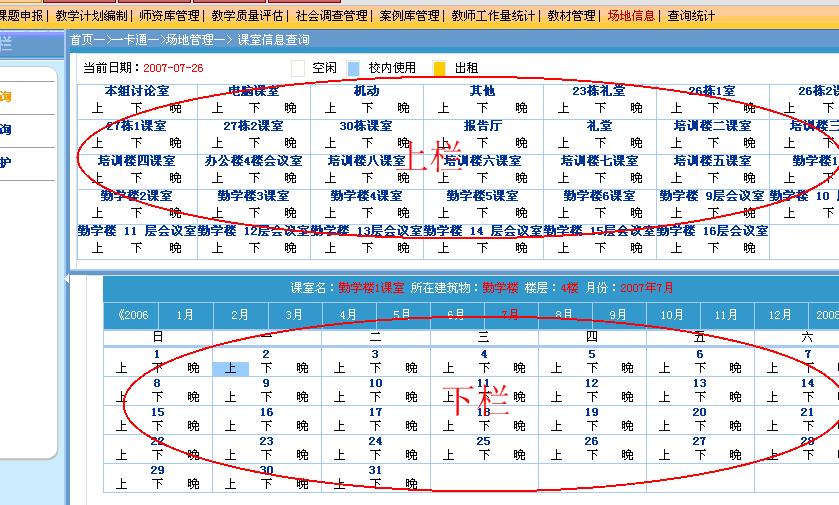 课题申报| 教学计划编制| 师资库管理| 教学质量评估| 社会调查管理| 案例库管理| 教师工作量统计| 教材管理| 场地信息| 查询统计
栏
询
询
护
首页—>一卡通—>场地管理—> 课室信息查询
当前日期：2007-07-26 空闲 校内使用 出租
本组讨论室 电脑课室 机动 其他 23栋礼堂 26栋1室 26栋2
上 下 晚 上 下 晚 上 下 晚 上 下 晚 上 下 晚 上 下 晚 上 下
27栋1课室 27栋2课室 30栋课室 报告厅 礼堂 培训楼二课室 培训楼三
上 下 晚 上 下 晚 上 下 晚 上 下 晚 上 下 晚 上 下 晚 上 下
培训楼四课室 办公楼4楼会议室 培训楼八课室 培训楼六课室 培训楼七课室 培训楼五课室 勤学楼1
上 下 晚 上 下 晚 上 下 晚 上 下 晚 上 下 晚 上 下 晚 上 下
上栏
勤学楼2课室 勤学楼3课室 勤学楼4课室 勤学楼5课室 勤学楼6课室 勤学楼 9层会议室 勤学楼 10
上 下 晚 上 下 晚 上 下 晚 上 下 晚 上 下 晚 上 下 晚 上 下
勤学楼 11 层会议室 勤学楼 12层会议室 勤学楼 13层会议室 勤学楼 14 层会议室 勤学楼 15层会议室 勤学楼 16层会议室
上 下 晚 上 下 晚 上 下 晚 上 下 晚 上 下 晚 上 下 晚
课室名：勤学楼1课室 所在建筑物：勤学楼 楼层：4楼 月份：2007年7月
《2006 1月 2月 3月 4月 5月 6月 7月 8月 9月 10月 11月 12月 2008
日 一 二 三 四 五 六
1 2 3 4 5 6 7
上 下 晚 上 下 晚 上 下 晚 上 下 晚 上 下 晚 上 下 晚 上 下
8 9 10 11 12 13 14
上 下 晚 上 下 晚 上 下 晚 上 下 晚 上 下 晚 上 下 晚 上 下
下栏
15 16 17 18 19 20 21
上 下 晚 上 下 晚 上 下 晚 上 下 晚 上 下 晚 上 下 晚 上 下
22 23 24 25 26 27 28
上 下 晚 上 下 晚 上 下 晚 上 下 晚 上 下 晚 上 下 晚 上 下
29 30 31
上 下 晚 上 下 晚 上 下 晚